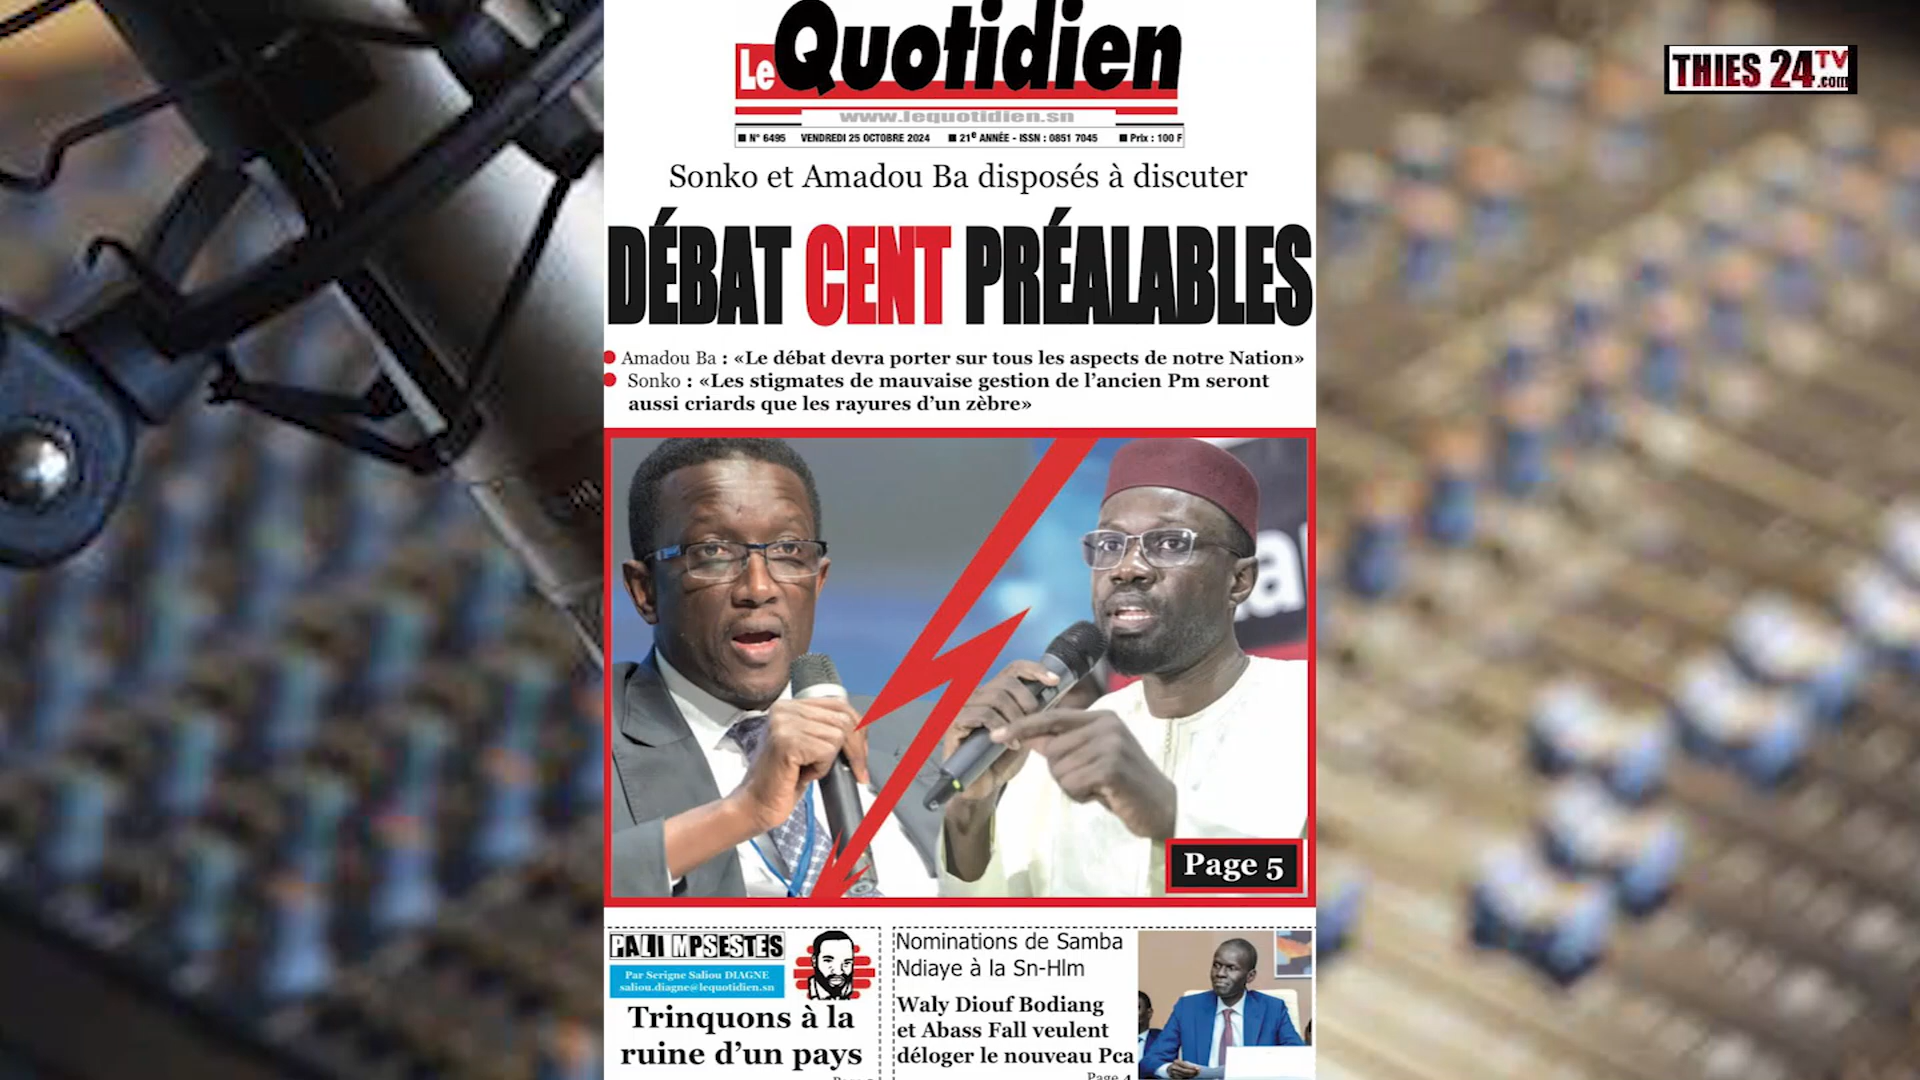 Le Quotidien
www.lequotidien.sn
N° 6495 VENDREDI 25 OCTOBRE 2024 21e ANNÉE - ISSN : 0851 7045 Prix : 100 F
THIES 24 TV .com
Sonko et Amadou Ba disposés à discuter
DÉBAT CENT PRÉALABLES
Amadou Ba : «Le débat devra porter sur tous les aspects de notre Nation»
Sonko : «Les stigmates de mauvaise gestion de l'ancien Pm seront
aussi criards que les rayures d'un zèbre»
Page 5
PALIMPSESTES
Par Serigne Saliou DIAGNE
saliou.diagne@lequotidien.sn
Trinquons à la
ruine d'un pays
Nominations de Samba
Ndiaye à la Sn-Hlm
Waly Diouf Bodiang
et Abass Fall veulent
déloger le nouveau Pca
Page 4